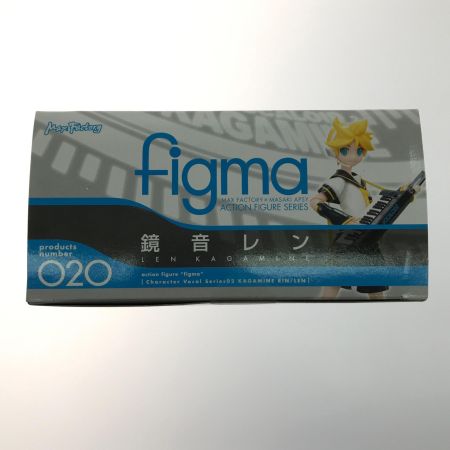 Max Factory
figma
MAX FACTORY × MASAKI APSY
ACTION FIGURE SERIES
鏡音レン
LEN KAGAMINE
products
number
020
action figure "figma"
[Character Vocal Series02 KAGAMINE RIN/LEN]
KAGAMINE